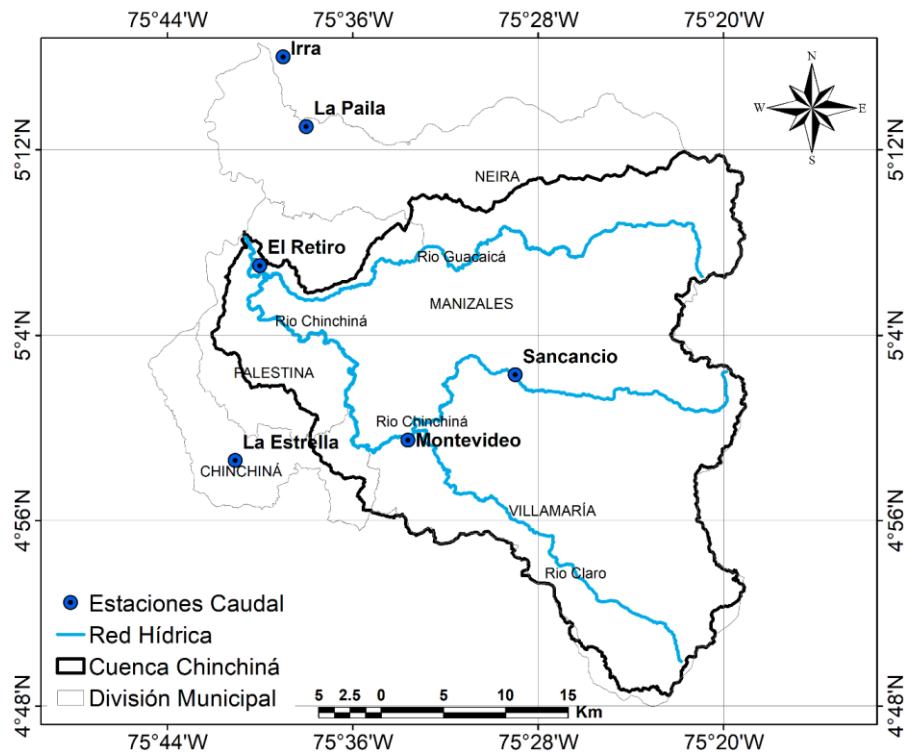 75°44'W 75°36'W 75°28'W 75°20'W
Irra
N
La Paila
W E
S
5°12'N 5°12'N
NEIRA
El Retiro
Rio Guacaicá
MANIZALES
Rio Chinchiná
5°4'N 5°4'N
Sancancio
PALESTINA
Rio Chinchiná
La Estrella Montevideo
CHINCHINÁ
VILLAMARÍA
4°56'N 4°56'N
Rio Claro
Estaciones Caudal
Red Hídrica
Cuenca Chinchiná
División Municipal
5 2.5 0 5 10 15
Km
4°48'N 4°48'N
75°44'W 75°36'W 75°28'W 75°20'W